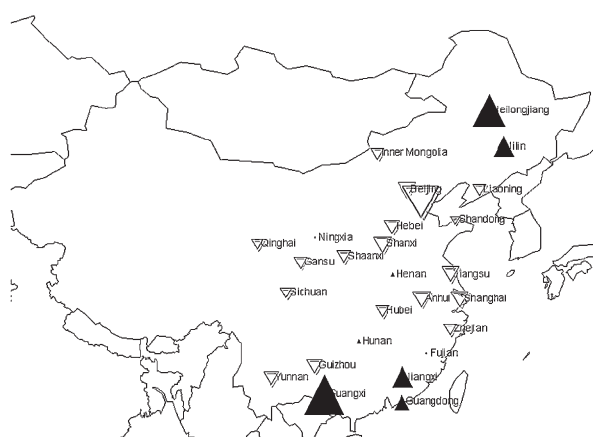 Heilongjiang
Jilin
Inner Mongolia
Beijing
Liaoning
Shandong
Hebei
Ningxia
Qinghai
Shanxi
Shaanxi
Gansu
Henan
Jiangsu
Sichuan
Anhui
Shanghai
Hubei
Zhejian
Hunan
Fujian
Guizhou
Yunnan
Jiangxi
Guangxi
Guangdong